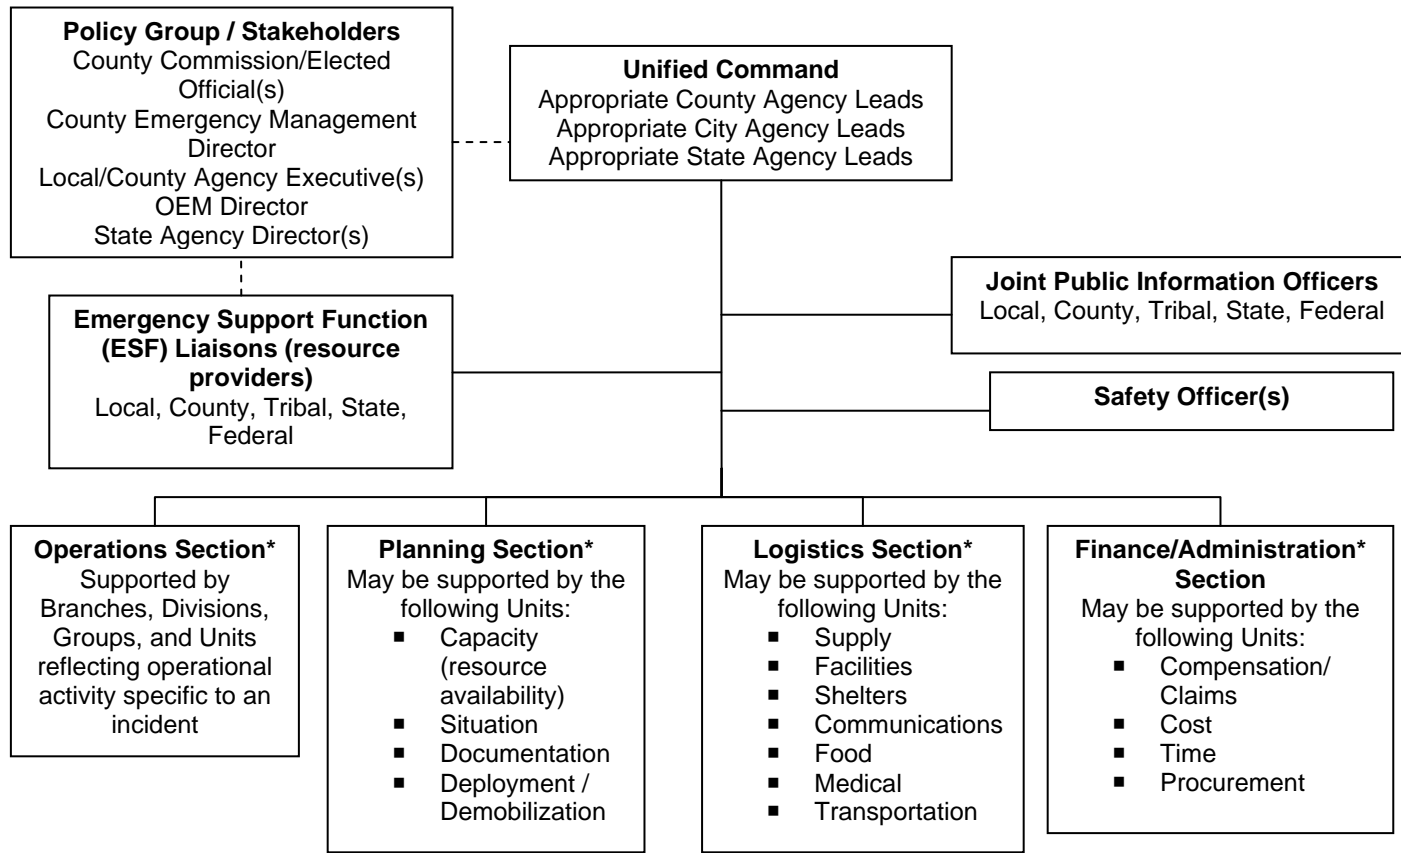 Policy Group / Stakeholders
County Commission/Elected
Official(s)
County Emergency Management
Director
Local/County Agency Executive(s)
OEM Director
State Agency Director(s)
Unified Command
Appropriate County Agency Leads
Appropriate City Agency Leads
Appropriate State Agency Leads
Joint Public Information Officers
Local, County, Tribal, State, Federal
Emergency Support Function
(ESF) Liaisons (resource
providers)
Local, County, Tribal, State,
Federal
Safety Officer(s)
Operations Section*
Supported by
Branches, Divisions,
Groups, and Units
reflecting operational
activity specific to an
incident
Planning Section*
May be supported by the
following Units:
▪ Capacity
(resource
availability)
▪ Situation
▪ Documentation
▪ Deployment /
Demobilization
Logistics Section*
May be supported by the
following Units:
▪ Supply
▪ Facilities
▪ Shelters
▪ Communications
▪ Food
▪ Medical
▪ Transportation
Finance/Administration*
Section
May be supported by the
following Units:
▪ Compensation/
Claims
▪ Cost
▪ Time
▪ Procurement